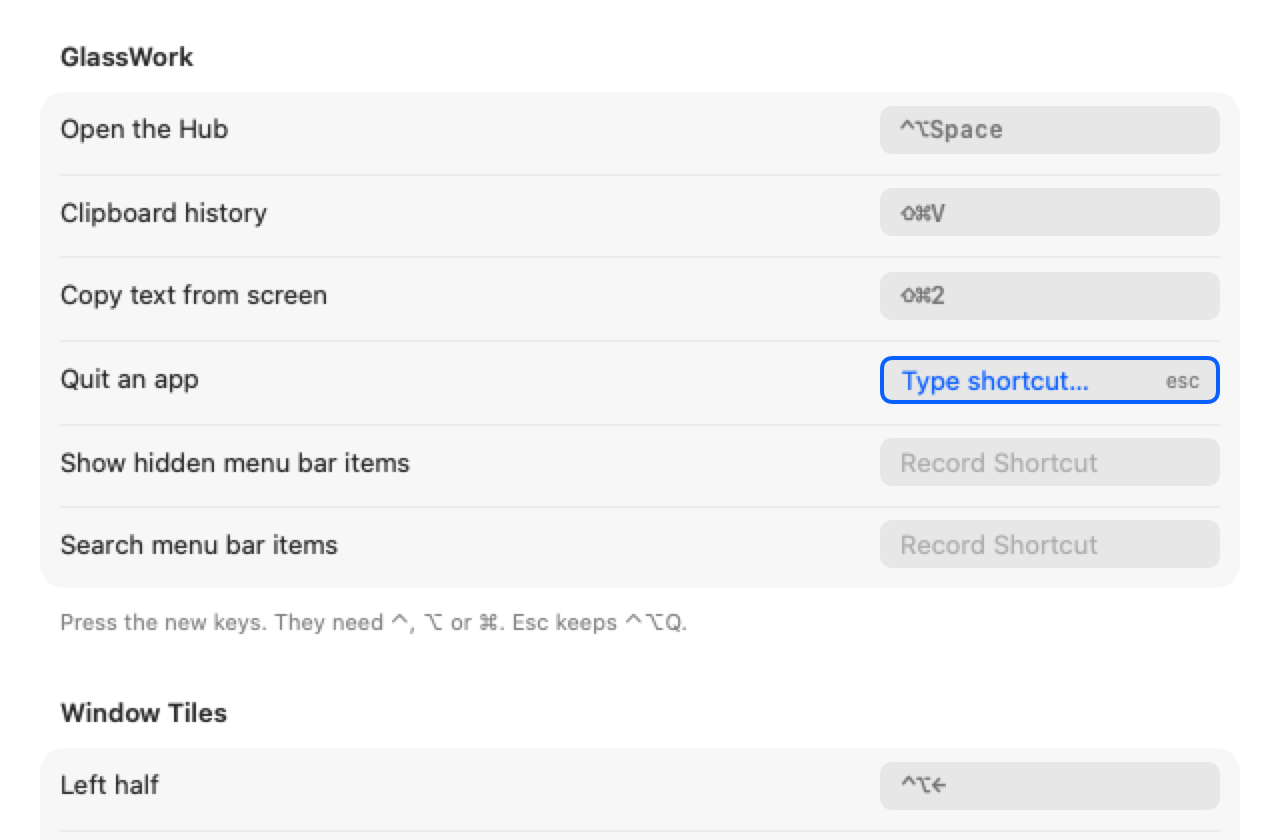 GlassWork
Open the Hub ⌃⌥Space
Clipboard history ⇧⌘V
Copy text from screen ⇧⌘2
Quit an app Type shortcut... esc
Show hidden menu bar items Record Shortcut
Search menu bar items Record Shortcut
Press the new keys. They need ⌃, ⌥ or ⌘. Esc keeps ⌃⌥Q.
Window Tiles
Left half ⌃⌥←